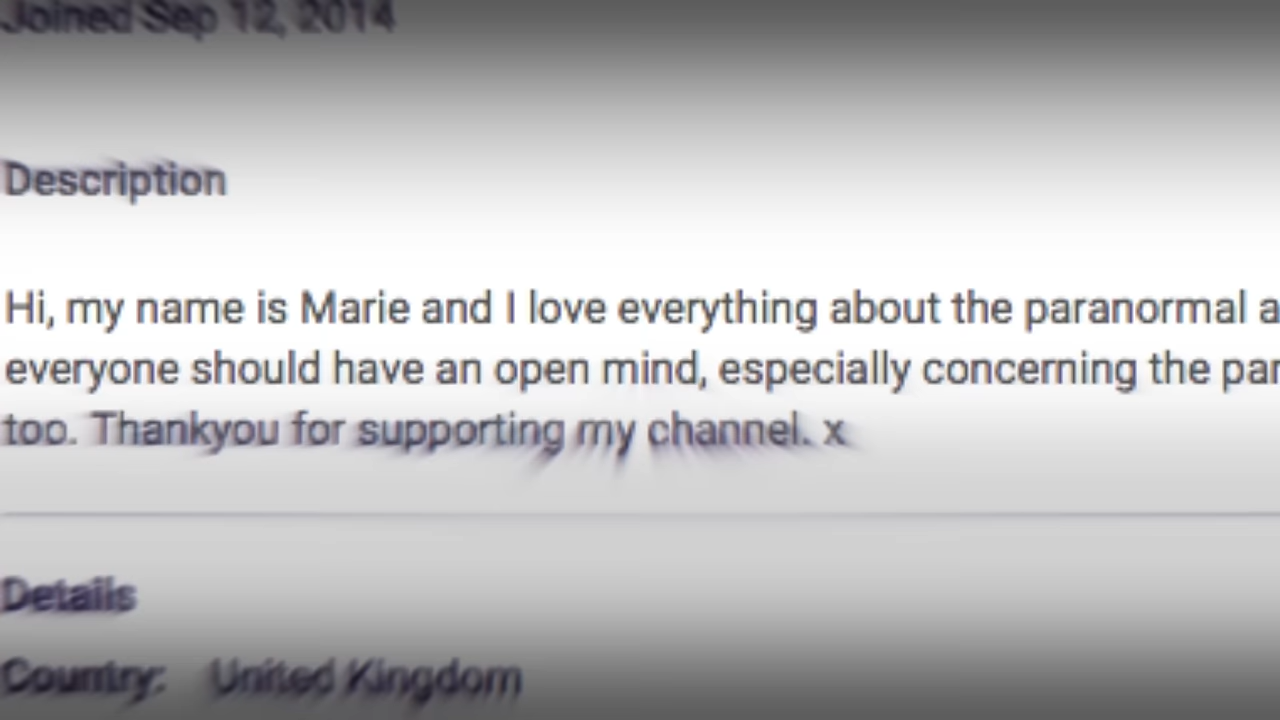 Joined Sep 12, 2014
Description
Hi, my name is Marie and I love everything about the paranormal a
everyone should have an open mind, especially concerning the par
too. Thankyou for supporting my channel. x
Details
Country: United Kingdom